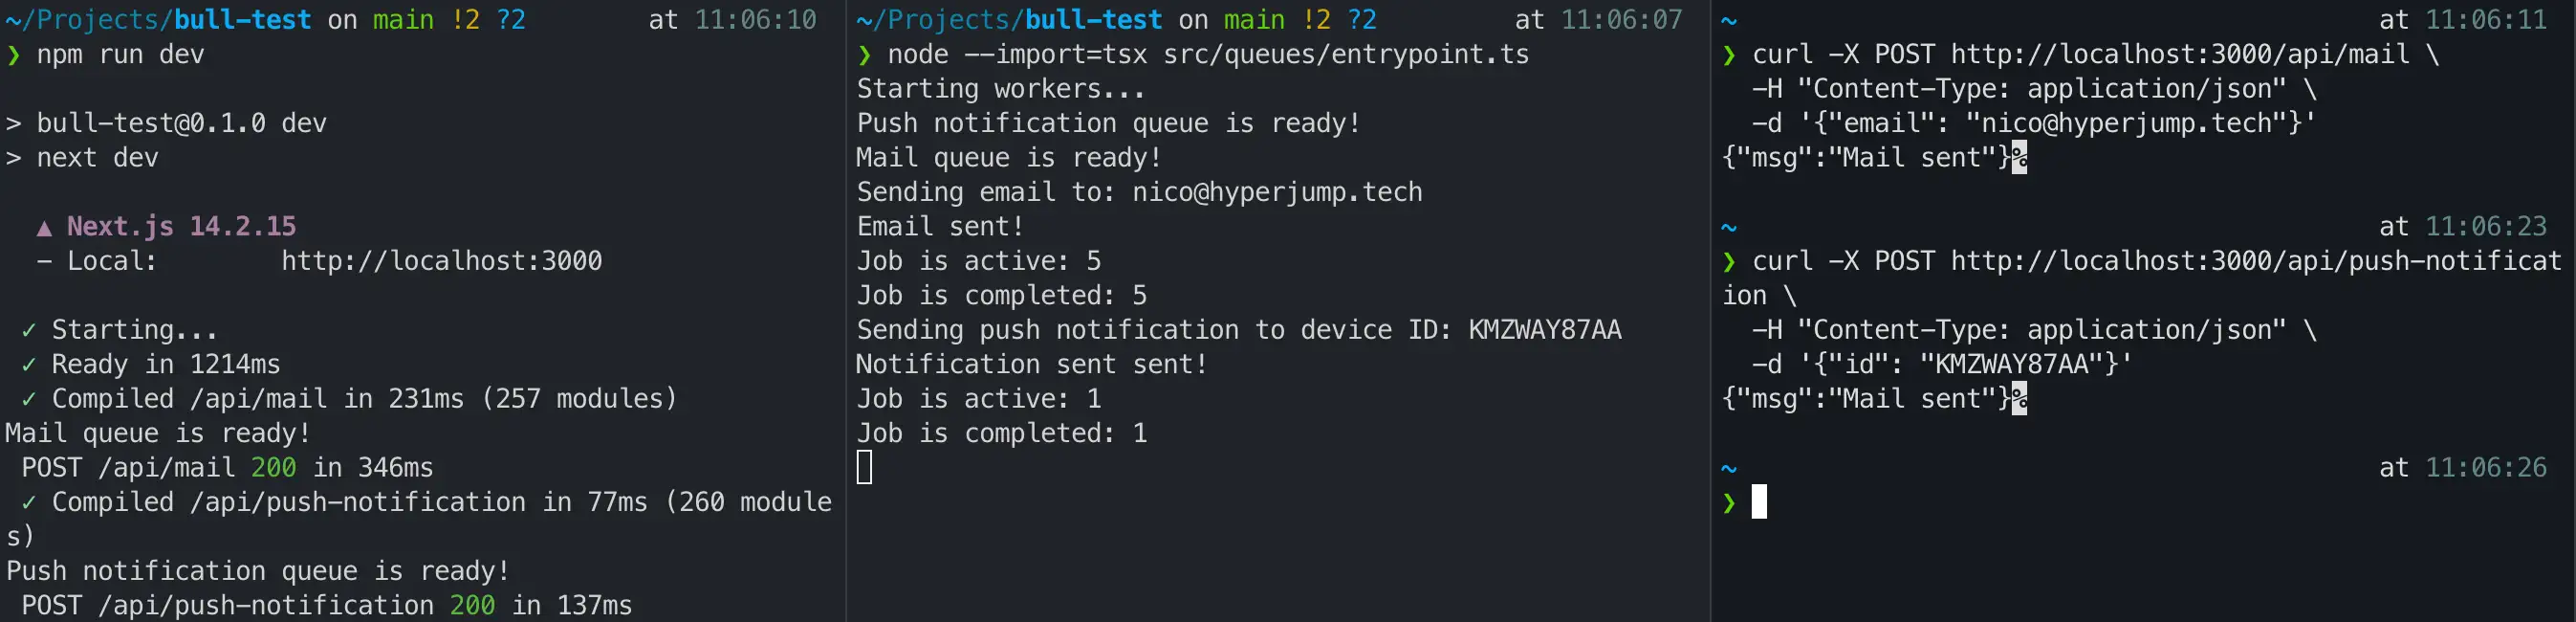 ~/Projects/bull-test on main !2 ?2 at 11:06:10
❯ npm run dev
> bull-test@0.1.0 dev
> next dev
▲ Next.js 14.2.15
- Local: http://localhost:3000
✓ Starting...
✓ Ready in 1214ms
✓ Compiled /api/mail in 231ms (257 modules)
Mail queue is ready!
POST /api/mail 200 in 346ms
✓ Compiled /api/push-notification in 77ms (260 module
s)
Push notification queue is ready!
POST /api/push-notification 200 in 137ms
~/Projects/bull-test on main !2 ?2 at 11:06:07
❯ node --import=tsx src/queues/entrypoint.ts
Starting workers...
Push notification queue is ready!
Mail queue is ready!
Sending email to: nico@hyperjump.tech
Email sent!
Job is active: 5
Job is completed: 5
Sending push notification to device ID: KMZWAY87AA
Notification sent sent!
Job is active: 1
Job is completed: 1
~ at 11:06:11
❯ curl -X POST http://localhost:3000/api/mail \
-H "Content-Type: application/json" \
-d '{"email": "nico@hyperjump.tech"}'
{"msg":"Mail sent"}%
~ at 11:06:23
❯ curl -X POST http://localhost:3000/api/push-notificat
ion \
-H "Content-Type: application/json" \
-d '{"id": "KMZWAY87AA"}'
{"msg":"Mail sent"}%
~ at 11:06:26
❯